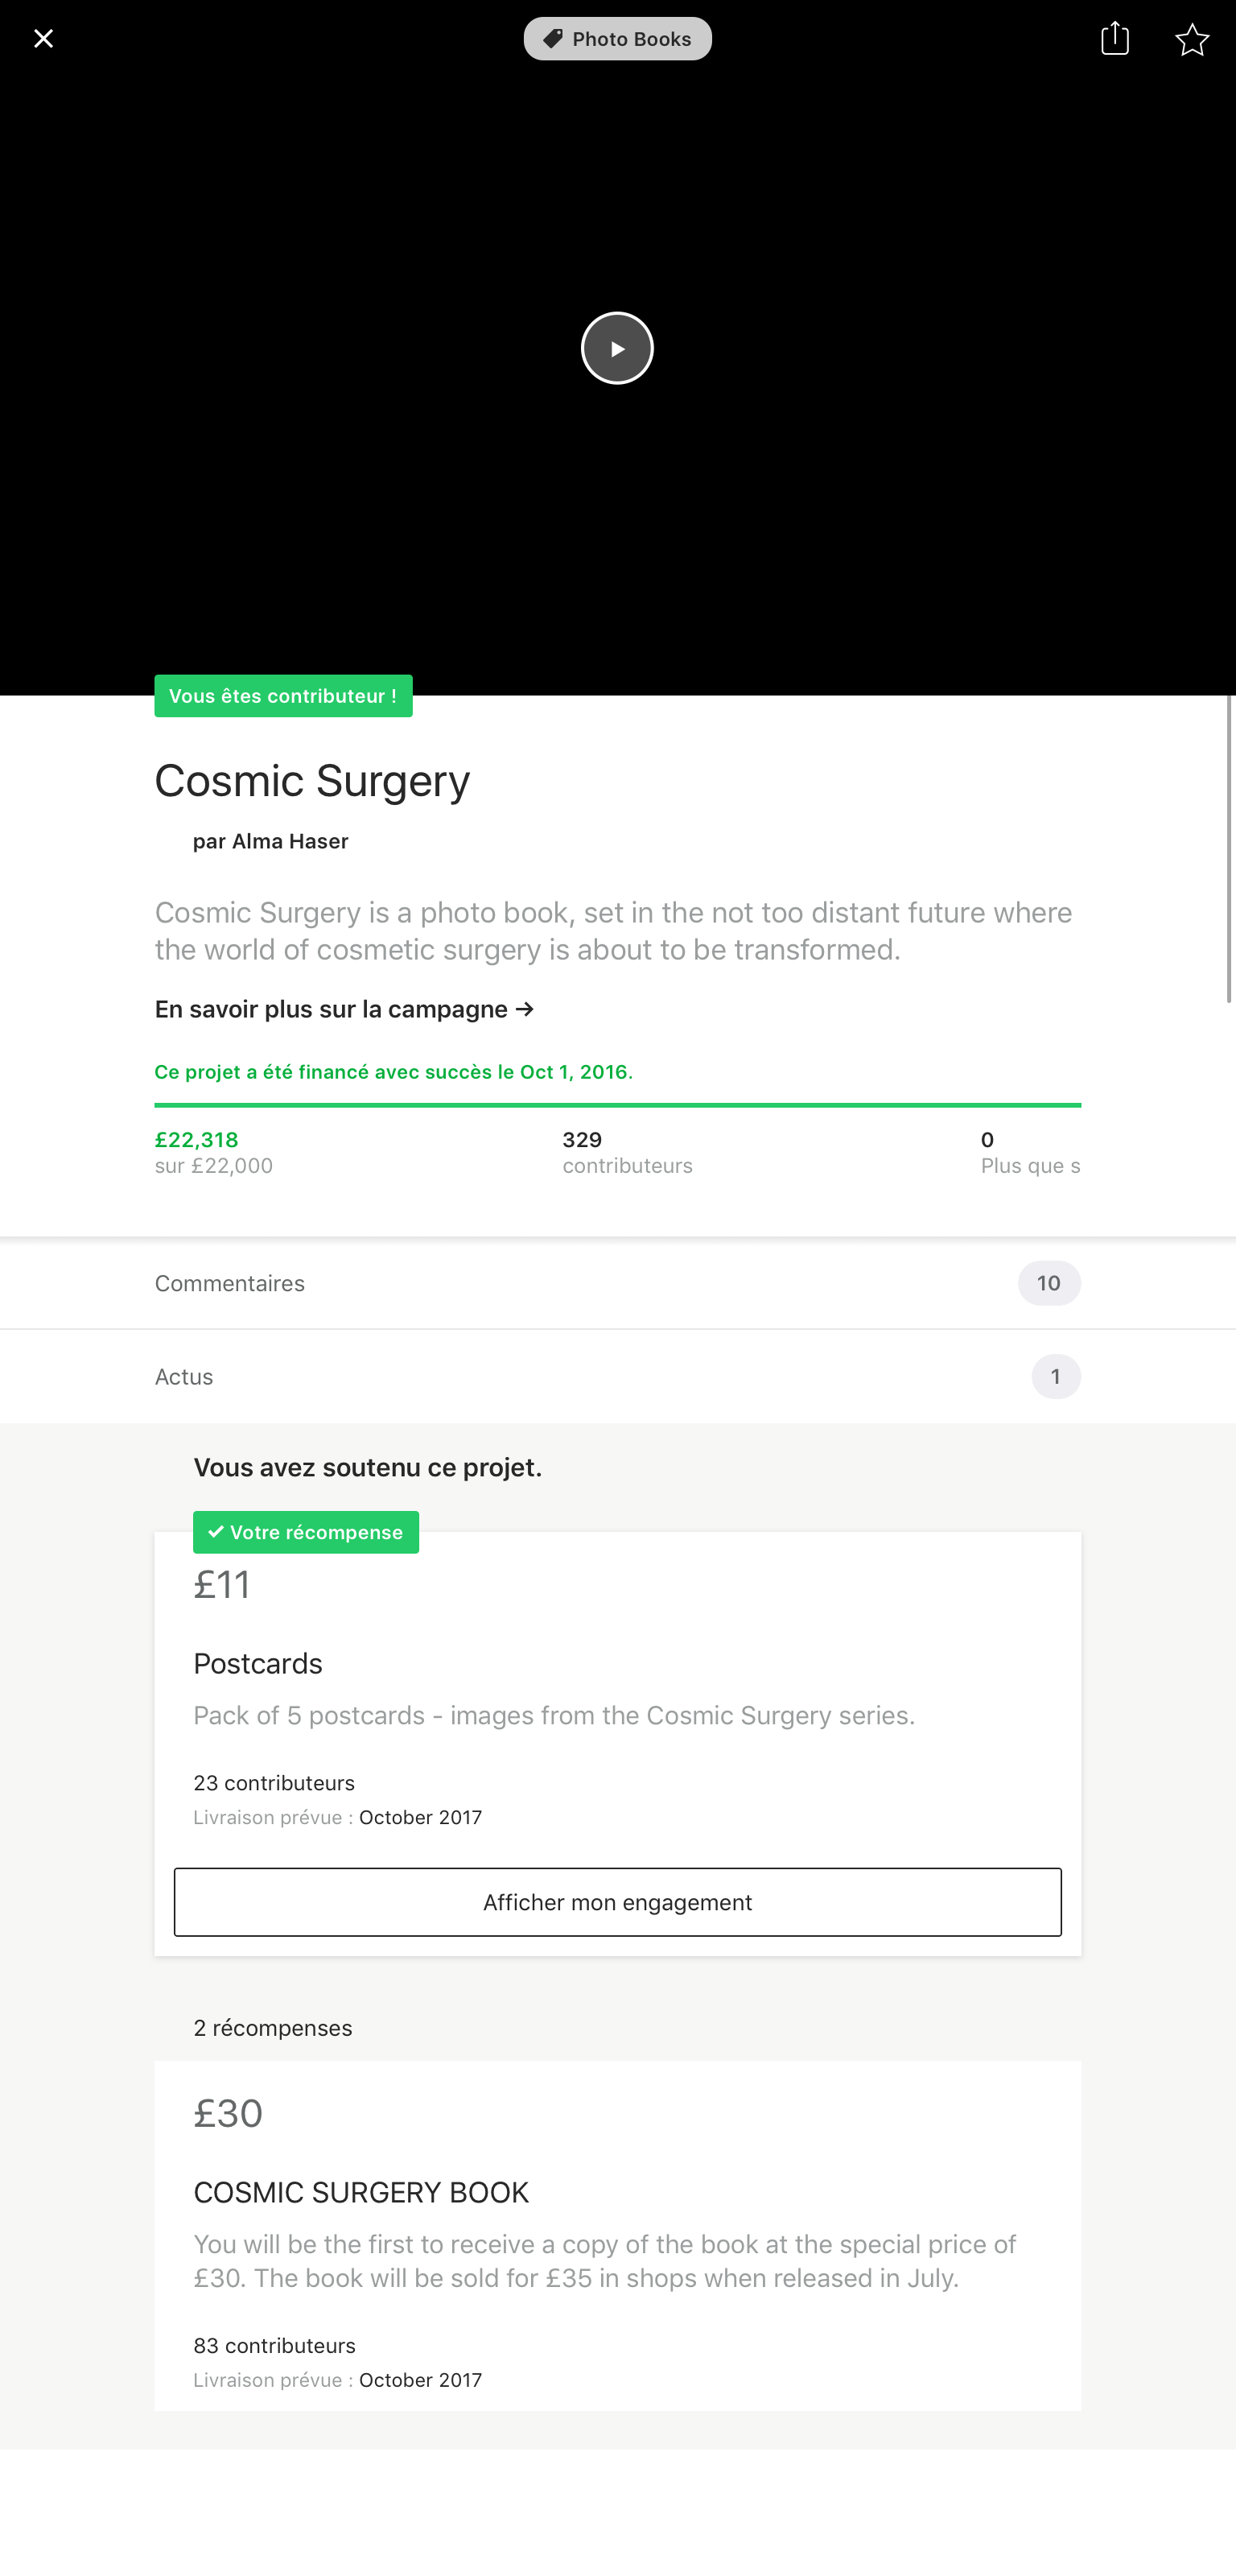 Photo Books
Vous êtes contributeur !
Cosmic Surgery
par Alma Haser
Cosmic Surgery is a photo book, set in the not too distant future where
the world of cosmetic surgery is about to be transformed.
En savoir plus sur la campagne →
Ce projet a été financé avec succès le Oct 1, 2016.
£22,318
sur £22,000
329
contributeurs
0
Plus que s
Commentaires
10
Actus
1
Vous avez soutenu ce projet.
✔ Votre récompense
£11
Postcards
Pack of 5 postcards - images from the Cosmic Surgery series.
23 contributeurs
Livraison prévue : October 2017
Afficher mon engagement
2 récompenses
£30
COSMIC SURGERY BOOK
You will be the first to receive a copy of the book at the special price of
£30. The book will be sold for £35 in shops when released in July.
83 contributeurs
Livraison prévue : October 2017